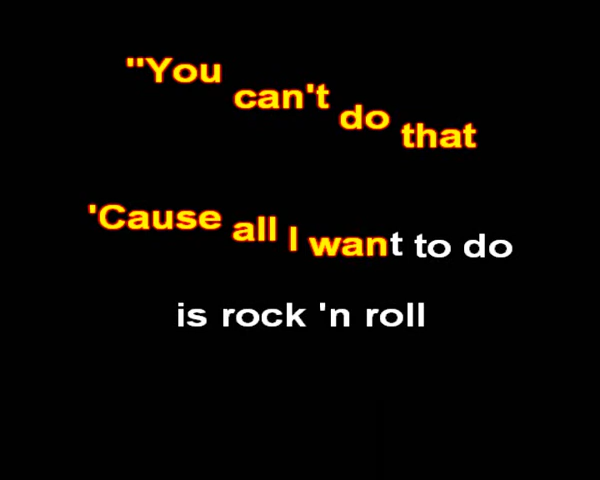 "You can't do that
'Cause all I want to do
is rock 'n roll